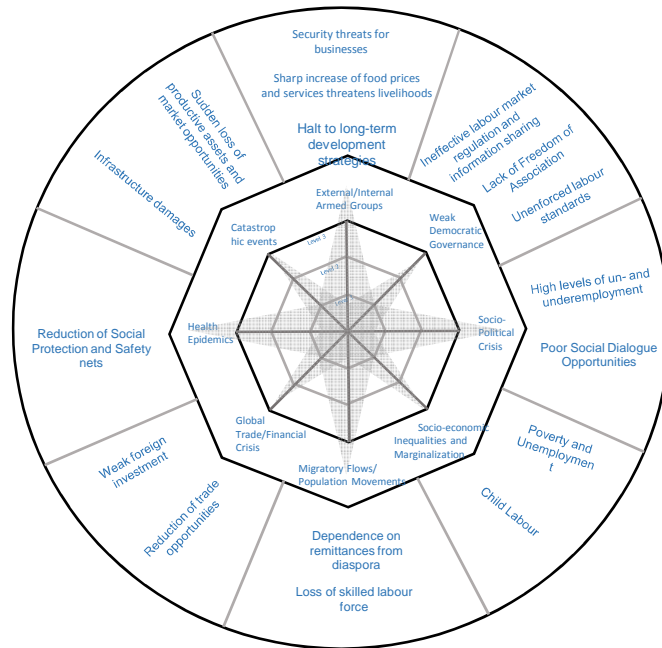 Security threats for
businesses
Sharp increase of food prices
and services threatens livelihoods
Halt to long-term
development
strategies
Ineffective labour market
regulation and
information sharing
Lack of Freedom of
Association
Unenforced labour
standards
High levels of un- and
underemployment
Poor Social Dialogue
Opportunities
Poverty and
Unemploymen
t
Child Labour
Dependence on
remittances from
diaspora
Loss of skilled labour
force
Weak foreign
investment
Reduction of trade
opportunities
Reduction of Social
Protection and Safety
nets
Infrastructure damages
Sudden loss of
productive assets and
market opportunities
External/Internal
Armed Groups
Weak
Democratic
Governance
Socio-
Political
Crisis
Socio-economic
Inequalities and
Marginalization
Migratory Flows/
Population Movements
Global
Trade/Financial
Crisis
Health
Epidemics
Catastrop
hic events
Level 3
Level 2
Level